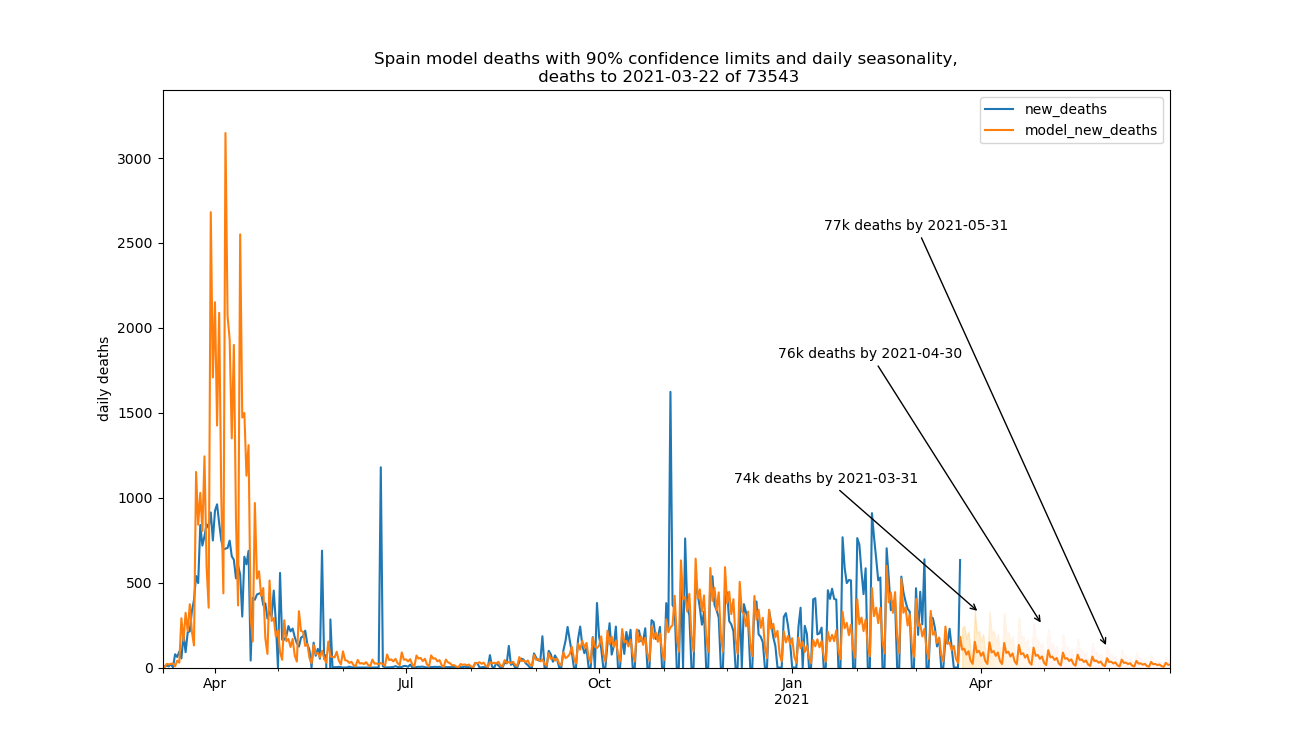 Spain model deaths with 90% confidence limits and daily seasonality,
deaths to 2021-03-22 of 73543
new_deaths
model_new_deaths
3000
2500
2000
1500
1000
500
0
daily deaths
77k deaths by 2021-05-31
76k deaths by 2021-04-30
74k deaths by 2021-03-31
Apr
Jul
Oct
Jan
2021
Apr